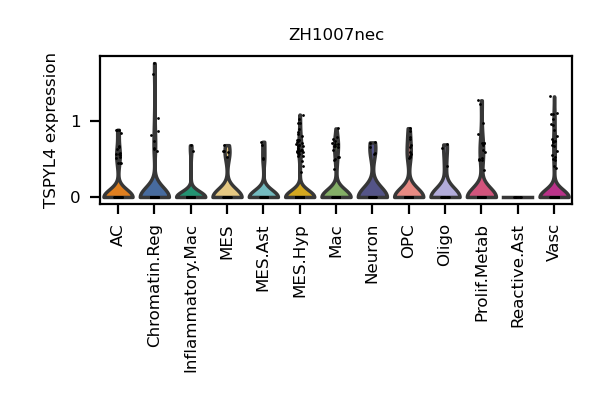 ZH1007nec
TSPYL4 expression
1
0
AC
Chromatin.Reg
Inflammatory.Mac
MES
MES.Ast
MES.Hyp
Mac
Neuron
OPC
Oligo
Prolif.Metab
Reactive.Ast
Vasc